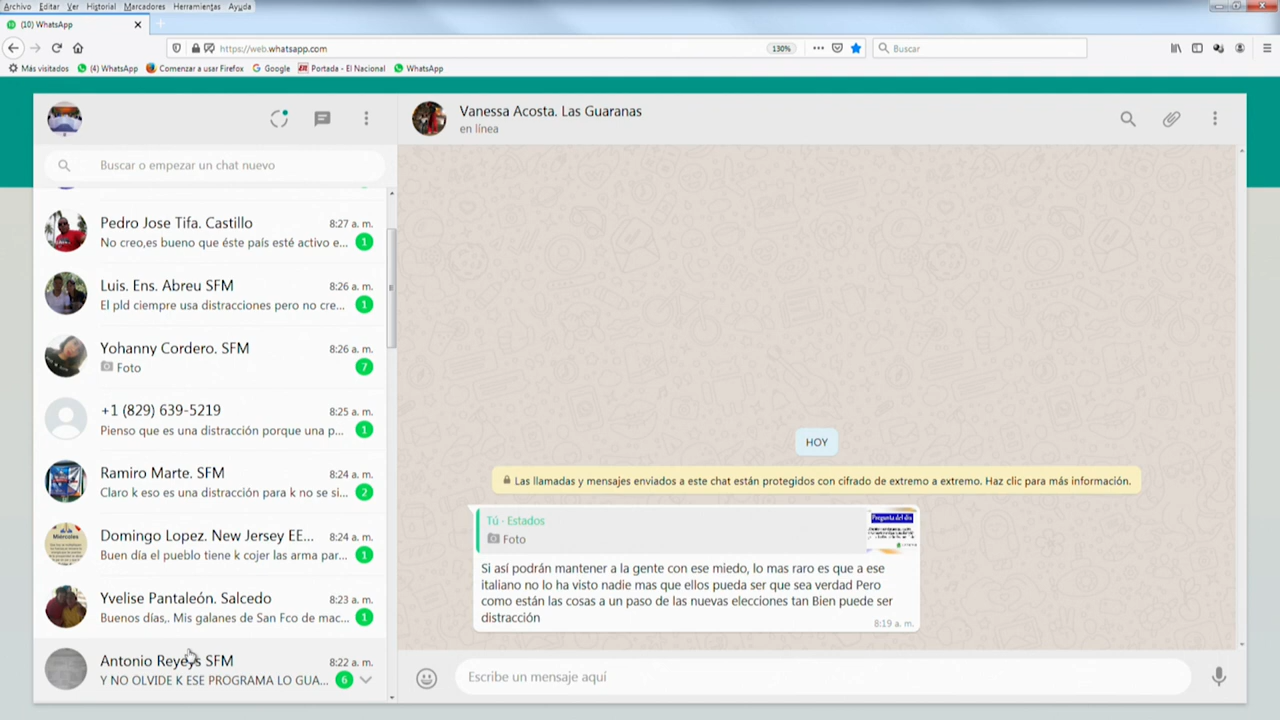 Archivo Editar Ver Historial Marcadores Herramientas Ayuda
(10) WhatsApp
https://web.whatsapp.com
130%
Buscar
Más visitados
(4) WhatsApp
Comenzar a usar Firefox
Google
Portada - El Nacional
WhatsApp
Buscar o empezar un chat nuevo
Pedro Jose Tifa. Castillo
8:27 a. m.
No creo,es bueno que éste país esté activo e...
1
Luis. Ens. Abreu SFM
8:26 a. m.
El pld ciempre usa distracciones pero no cre...
1
Yohanny Cordero. SFM
8:26 a. m.
Foto
7
+1 (829) 639-5219
8:25 a. m.
Pienso que es una distracción porque una p...
1
Ramiro Marte. SFM
8:24 a. m.
Claro k eso es una distracción para k no se si...
2
Domingo Lopez. New Jersey EE...
8:24 a. m.
Buen día el pueblo tiene k cojer las arma par...
1
Yvelise Pantaleón. Salcedo
8:23 a. m.
Buenos días,. Mis galanes de San Fco de mac...
1
Antonio Reyes SFM
8:22 a. m.
Y NO OLVIDE K ESE PROGRAMA LO GUA...
6
Vanessa Acosta. Las Guaranas
en línea
HOY
Las llamadas y mensajes enviados a este chat están protegidos con cifrado de extremo a extremo. Haz clic para más información.
Tú · Estados
Foto
Pregunta del día
Si así podrán mantener a la gente con ese miedo, lo mas raro es que a ese
italiano no lo ha visto nadie mas que ellos pueda ser que sea verdad Pero
como están las cosas a un paso de las nuevas elecciones tan Bien puede ser
distracción
8:19 a. m.
Escribe un mensaje aquí